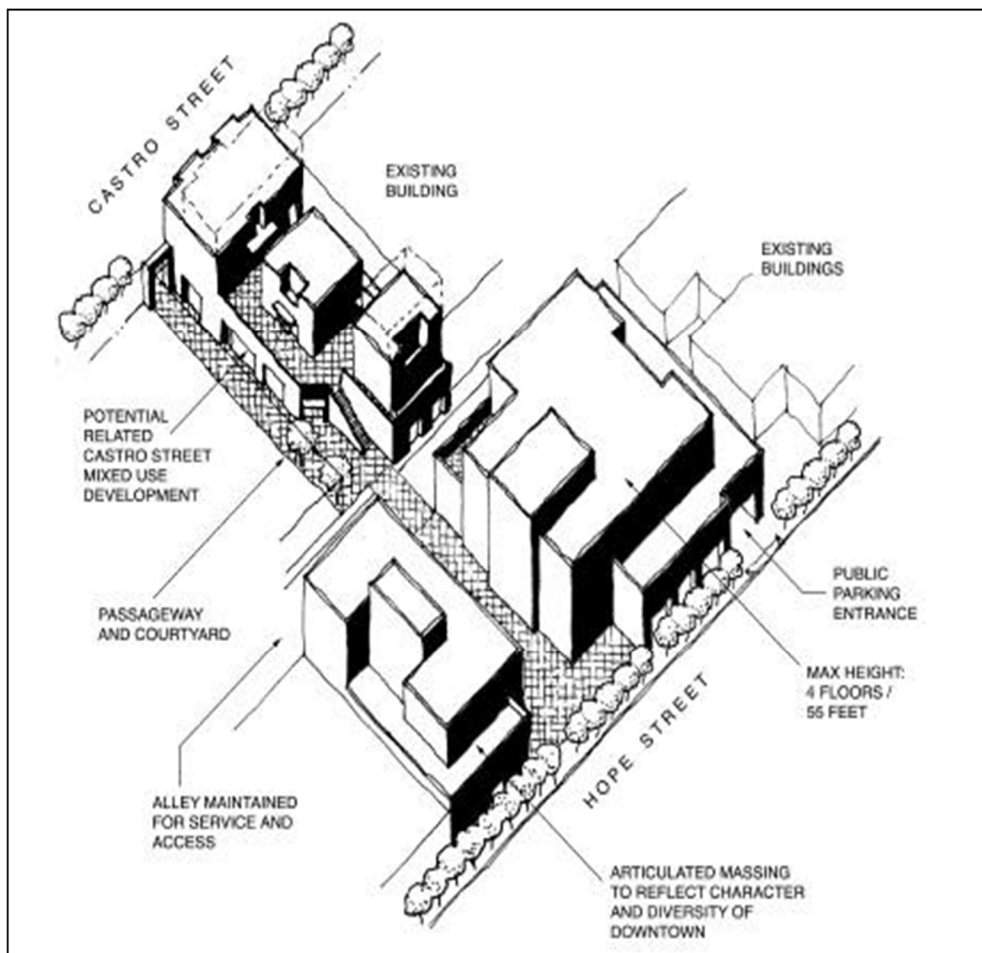 CASTRO STREET
EXISTING
BUILDING
EXISTING
BUILDINGS
POTENTIAL
RELATED
CASTRO STREET
MIXED USE
DEVELOPMENT
PASSAGEWAY
AND COURTYARD
PUBLIC
PARKING
ENTRANCE
MAX HEIGHT:
4 FLOORS /
55 FEET
HOPE STREET
ALLEY MAINTAINED
FOR SERVICE AND
ACCESS
ARTICULATED MASSING
TO REFLECT CHARACTER
AND DIVERSITY OF
DOWNTOWN